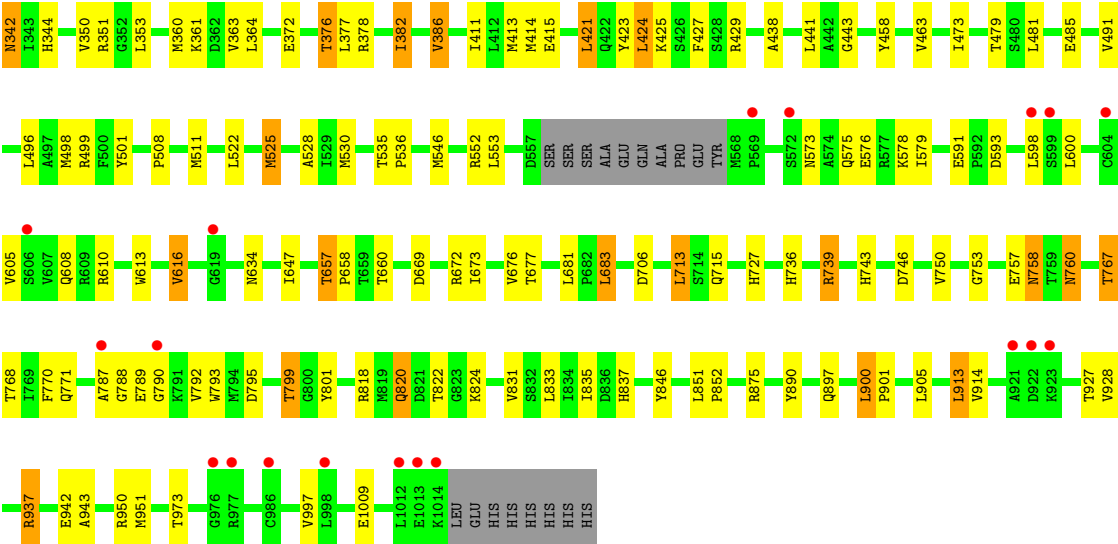 N342 I343 H344 V350 R351 G352 L353 M360 K361 D362 V363 L364 E372 T376 L377 R378 I382 V386 I411 L412 M413 M414 E415 L421 Q422 Y423 L424 K425 S426 F427 S428 R429 A438 L441 A442 G443 Y458 V463 I473 T479 S480 L481 E485 V491
L496 A497 M498 R499 F500 Y501 P508 M511 L522 M525 A528 I529 M530 T535 P536 M546 R552 L553 D557 SER SER SER ALA GLU GLN ALA PRO GLU TYR M568 P569 S572 N573 A574 Q575 E576 R577 K578 I579 E591 P592 D593 L598 S599 L600 C604
V605 S606 V607 Q608 R609 R610 W613 V616 G619 N634 I647 T657 P658 T659 T660 D669 R672 I673 V676 T677 L681 P682 L683 D706 L713 S714 Q715 H727 H736 R739 H743 D746 V750 G753 E757 N758 T759 N760 T767
T768 I769 F770 Q771 A787 G788 E789 G790 K791 V792 W793 M794 D795 T799 G800 Y801 R818 M819 Q820 D821 T822 G823 K824 V831 S832 L833 I834 I835 D836 H837 Y846 L851 P852 R875 Y890 Q897 L900 P901 L905 L913 V914 A921 D922 K923 T927 V928
R937 E942 A943 R950 M951 T973 G976 R977 C986 V997 L998 E1009 L1012 E1013 K1014 LEU GLU HIS HIS HIS HIS HIS HIS